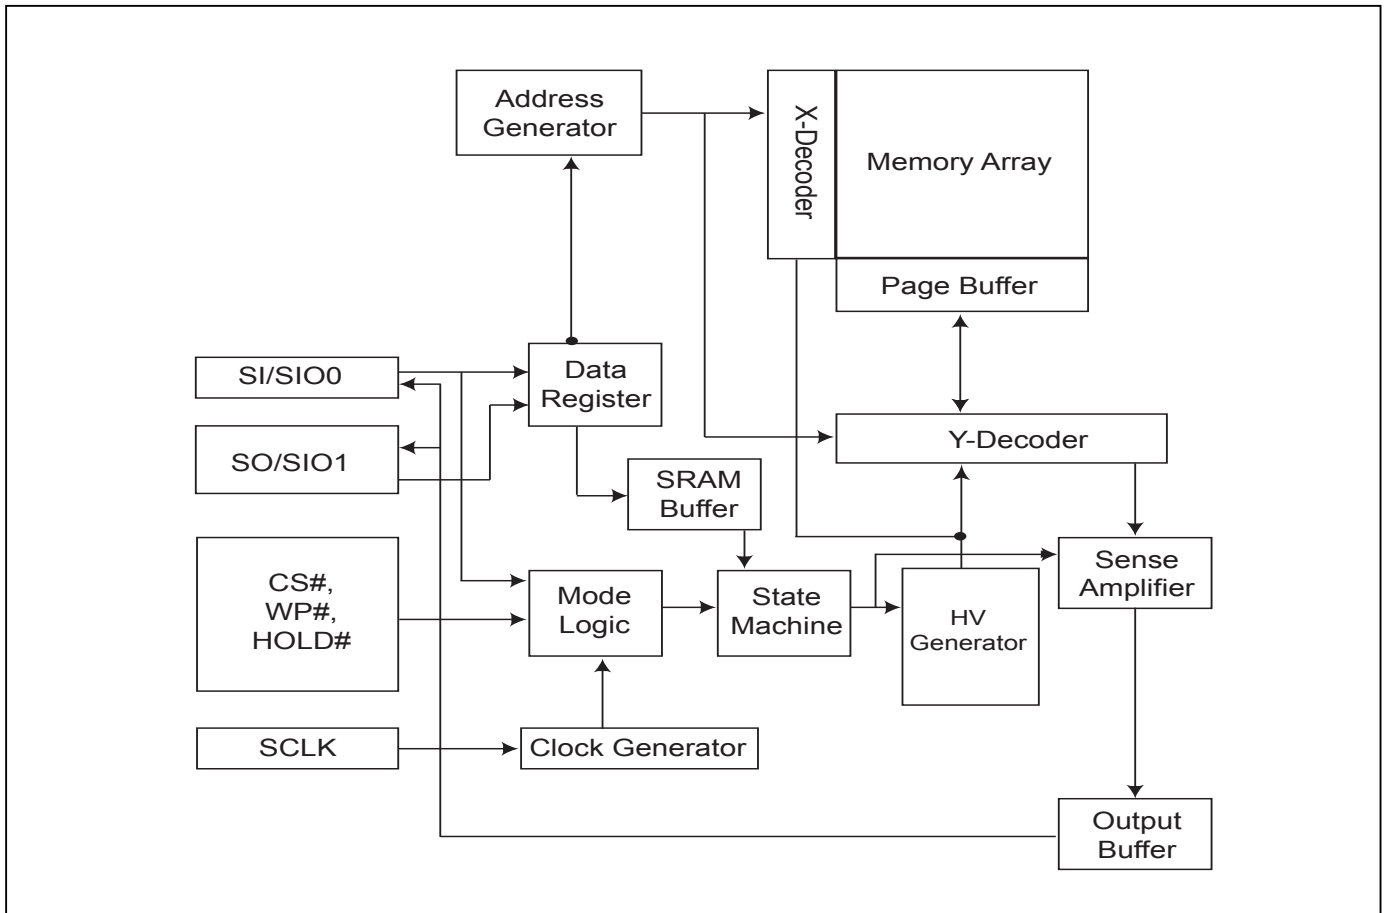 Address
Generator
X-Decoder
Memory Array
Page Buffer
SI/SIO0
Data
Register
SO/SIO1
Y-Decoder
SRAM
Buffer
CS#,
WP#,
HOLD#
Mode
Logic
State
Machine
HV
Generator
Sense
Amplifier
SCLK
Clock Generator
Output
Buffer